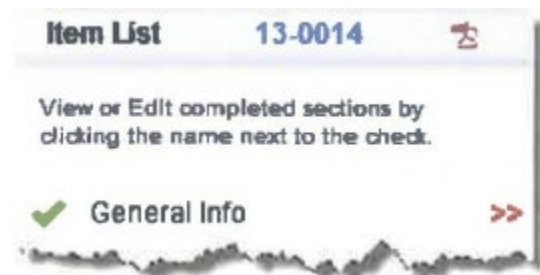 Item List 13-0014
View or Edit completed sections by
clicking the name next to the check.
General Info >>